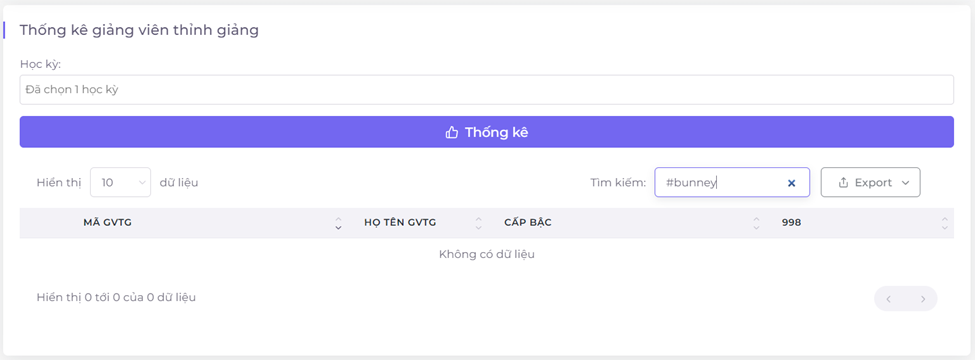 Thống kê giảng viên thỉnh giảng
Học kỳ:
Đã chọn 1 học kỳ
Thống kê
Hiển thị 10 dữ liệu Tìm kiếm: #bunney Export
MÃ GVTG HỌ TÊN GVTG CẤP BẬC 998
Không có dữ liệu
Hiển thị 0 tới 0 của 0 dữ liệu